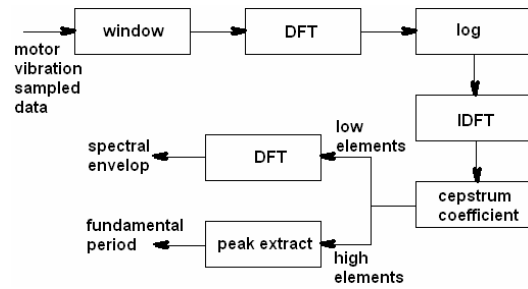 window
DFT
log
motor
vibration
sampled
data
IDFT
low
elements
spectral
envelop
DFT
cepstrum
coefficient
fundamental
period
peak extract
high
elements